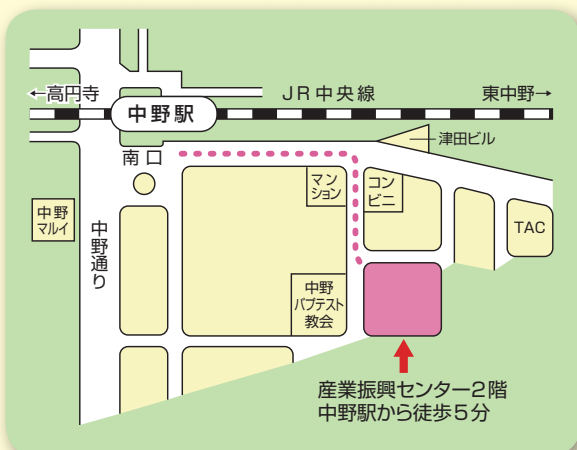 ←高円寺
JR中央線
東中野→
中野駅
津田ビル
南口
マン
ション
コン
ビニ
中野
マルイ
中野通り
TAC
中野
バプテスト
教会
産業振興センター2階
中野駅から徒歩5分